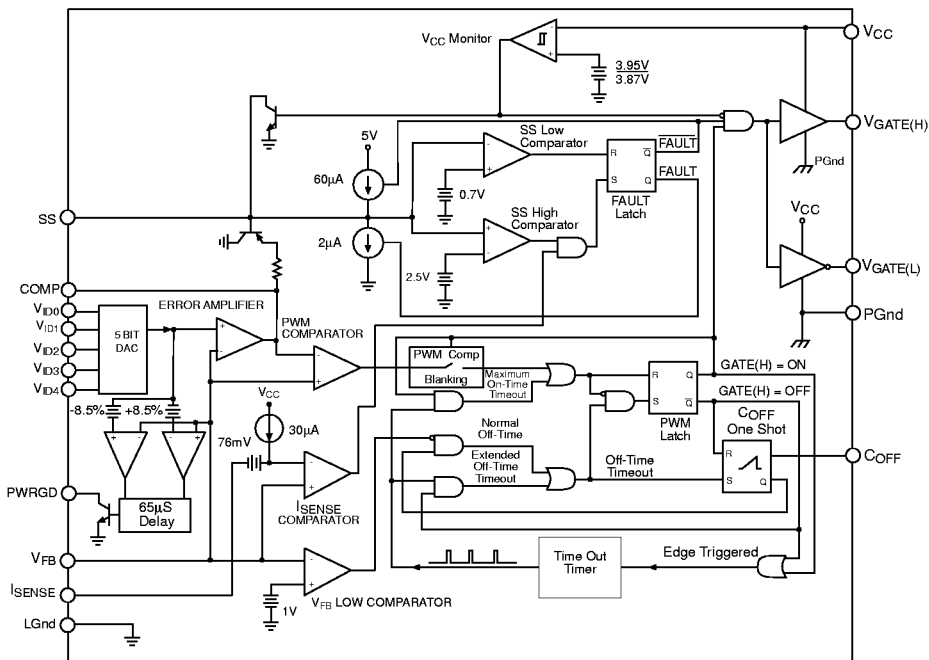 VCC
VCC Monitor
3.95V
3.87V
VGATE(H)
PGnd
5V
SS Low
Comparator
FAULT
R
Q
60µA
0.7V
S
Q
FAULT
FAULT
Latch
SS
SS High
Comparator
2µA
2.5V
VCC
VGATE(L)
COMP
ERROR AMPLIFIER
VID0
VID1
VID2
VID3
VID4
5 BIT
DAC
PWM
COMPARATOR
PGnd
PWM Comp
Blanking
Maximum
On-Time
Timeout
R
S
Q
PWM
Latch
GATE(H) = ON
GATE(H) = OFF
-8.5%
+8.5%
VCC
30µA
76mV
Normal
Off-Time
Extended
Off-Time
Timeout
Off-Time
Timeout
COFF
One Shot
R
S
Q
COFF
ISENSE
COMPARATOR
PWRGD
65µS
Delay
VFB
Time Out
Timer
Edge Triggered
ISENSE
1V
VFB LOW COMPARATOR
LGnd